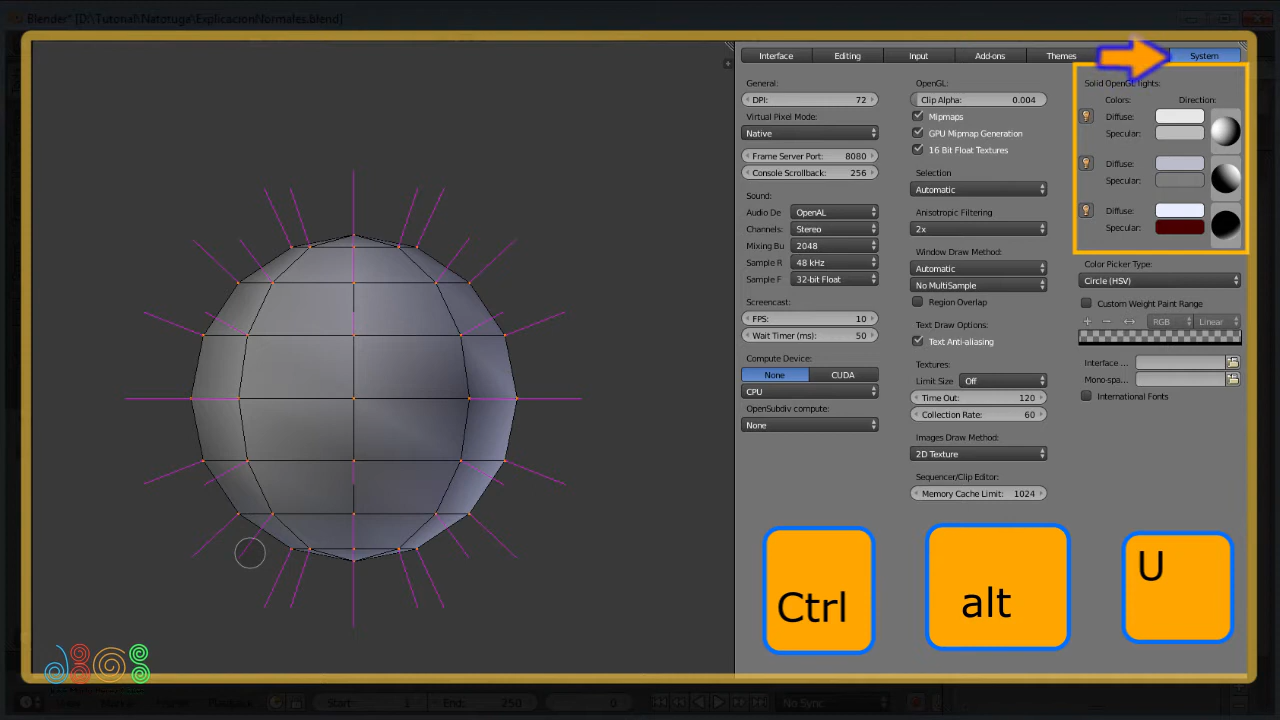 Blender* [D:\Tutorial\Natotuga\ExplicacionNormales.blend]
Interface
Editing
Input
Add-ons
Themes
System
General:
DPI: 72
Virtual Pixel Mode:
Native
Frame Server Port: 8080
Console Scrollback: 256
Sound:
Audio De OpenAL
Channels: Stereo
Mixing Bu 2048
Sample R 48 kHz
Sample F 32-bit Float
Screencast:
FPS: 10
Wait Timer (ms): 50
Compute Device:
None CUDA
CPU
OpenSubdiv compute:
None
OpenGL:
Clip Alpha: 0.004
Mipmaps
GPU Mipmap Generation
16 Bit Float Textures
Selection
Automatic
Anisotropic Filtering
2x
Window Draw Method:
Automatic
No MultiSample
Region Overlap
Text Draw Options:
Text Anti-aliasing
Textures:
Limit Size Off
Time Out: 120
Collection Rate: 60
Images Draw Method:
2D Texture
Sequencer/Clip Editor:
Memory Cache Limit: 1024
Solid OpenGL lights:
Colors: Direction:
Diffuse:
Specular:
Diffuse:
Specular:
Diffuse:
Specular:
Color Picker Type:
Circle (HSV)
Custom Weight Paint Range
RGB Linear
Interface ...
Mono-spa...
International Fonts
Ctrl
alt
U
Playback
Start: 1
End: 250
0
No Sync